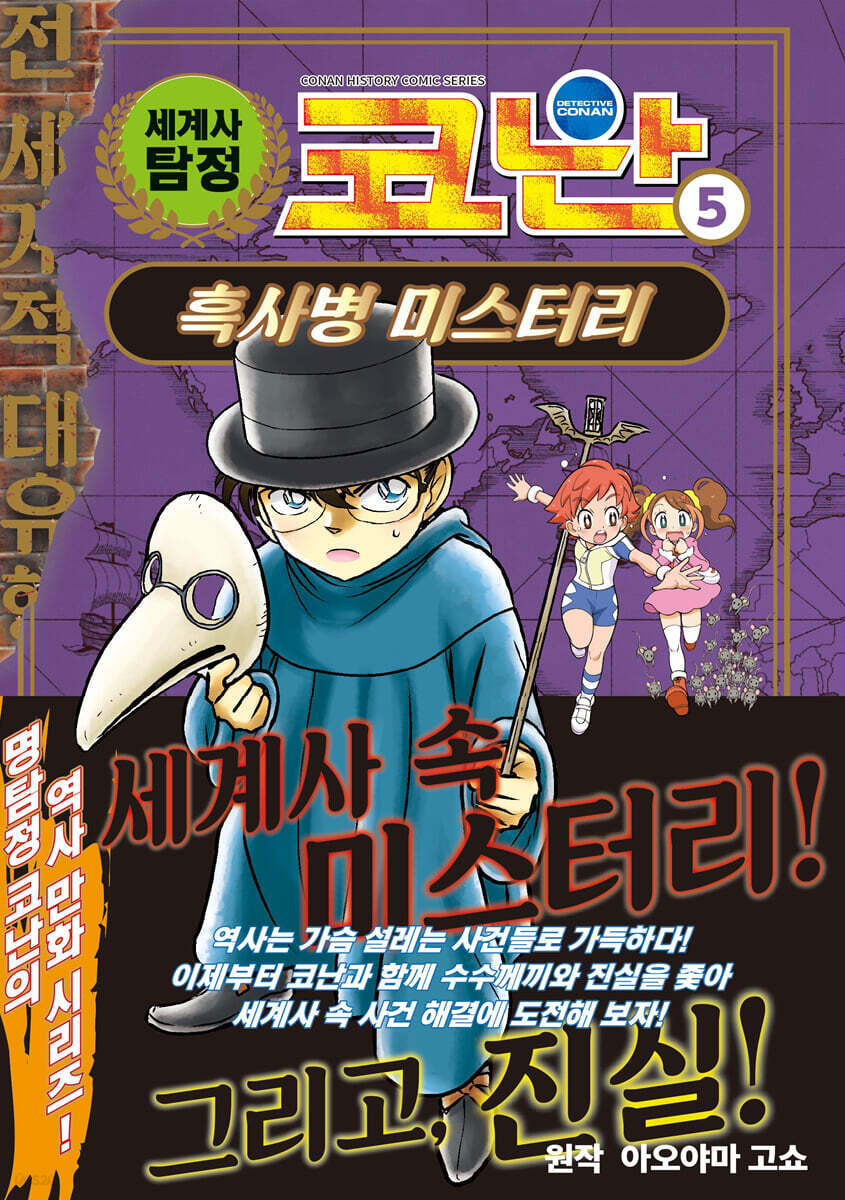 전 세계적 대유행
CONAN HISTORY COMIC SERIES
세계사
탐정
DETECTIVE
CONAN
코난
5
흑사병 미스터리
세계사 속
미스터리!
명탐정 코난의
역사 만화 시리즈!
역사는 가슴 설레는 사건들로 가득하다!
이제부터 코난과 함께 수수께끼와 진실을 좇아
세계사 속 사건 해결에 도전해 보자!
그리고, 진실!
원작 아오야마 고쇼